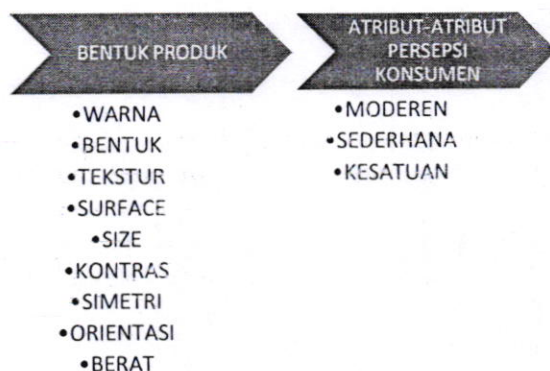 BENTUK PRODUK
•WARNA
•BENTUK
•TEKSTUR
•SURFACE
•SIZE
•KONTRAS
•SIMETRI
•ORIENTASI
•BERAT
ATRIBUT-ATRIBUT
PERSEPSI
KONSUMEN
•MODEREN
•SEDERHANA
•KESATUAN